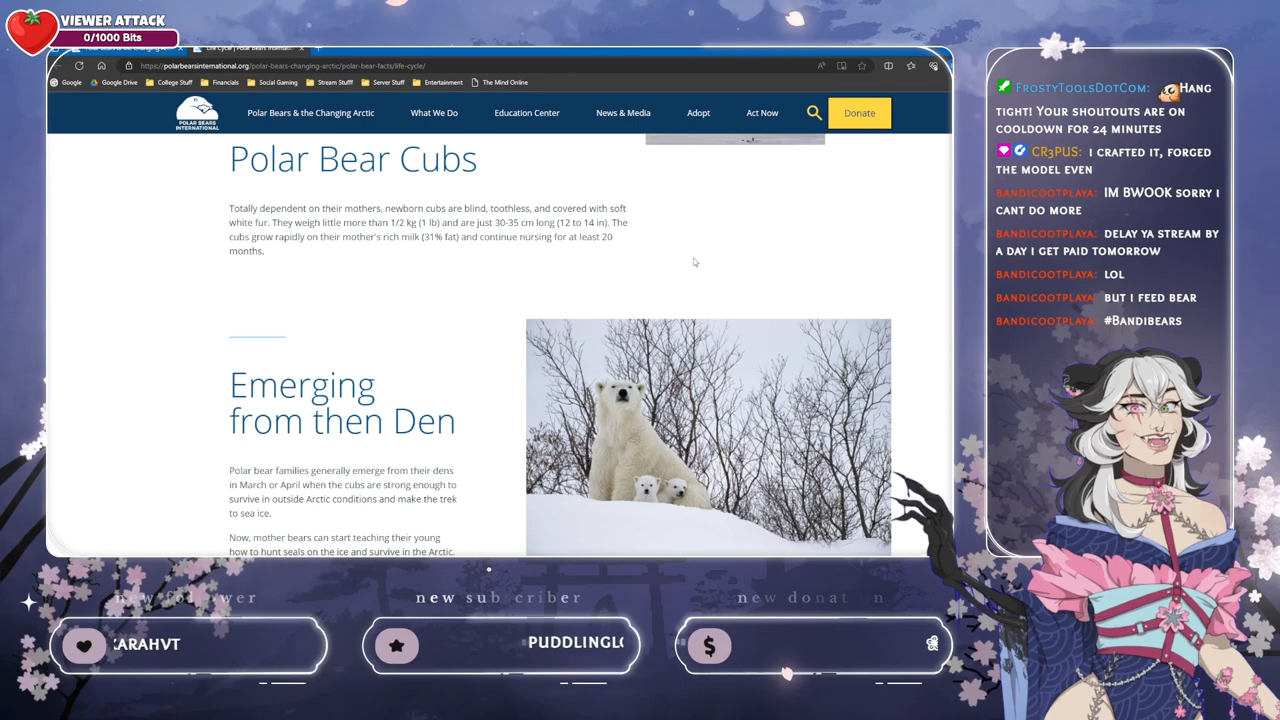 VIEWER ATTACK
0/1000 Bits
https://polarbearsinternational.org/polar-bears-changing-arctic/polar-bear-facts/life-cycle/
Google Google Drive College Stuff Financials Social Gaming Stream Stufff Server Stuff Entertainment The Mind Online
POLAR BEARS
INTERNATIONAL
Polar Bears & the Changing Arctic What We Do Education Center News & Media Adopt Act Now Donate
Polar Bear Cubs
Totally dependent on their mothers, newborn cubs are blind, toothless, and covered with soft
white fur. They weigh little more than 1/2 kg (1 lb) and are just 30-35 cm long (12 to 14 in). The
cubs grow rapidly on their mother's rich milk (31% fat) and continue nursing for at least 20
months.
Emerging
from then Den
Polar bear families generally emerge from their dens
in March or April when the cubs are strong enough to
survive in outside Arctic conditions and make the trek
to sea ice.
Now, mother bears can start teaching their young
how to hunt seals on the ice and survive in the Arctic.
FROSTYTOOLSDOTCOM: HANG
TIGHT! YOUR SHOUTOUTS ARE ON
COOLDOWN FOR 24 MINUTES
CR3PUS: I CRAFTED IT, FORGED
THE MODEL EVEN
BANDICOOTPLAYA: IM BWOOK SORRY I
CANT DO MORE
BANDICOOTPLAYA: DELAY YA STREAM BY
A DAY I GET PAID TOMORROW
BANDICOOTPLAYA: LOL
BANDICOOTPLAYA: BUT I FEED BEAR
BANDICOOTPLAYA: #BANDIBEARS
new follower
new subscriber
new donation
ZARAHVT
PUDDLINGL